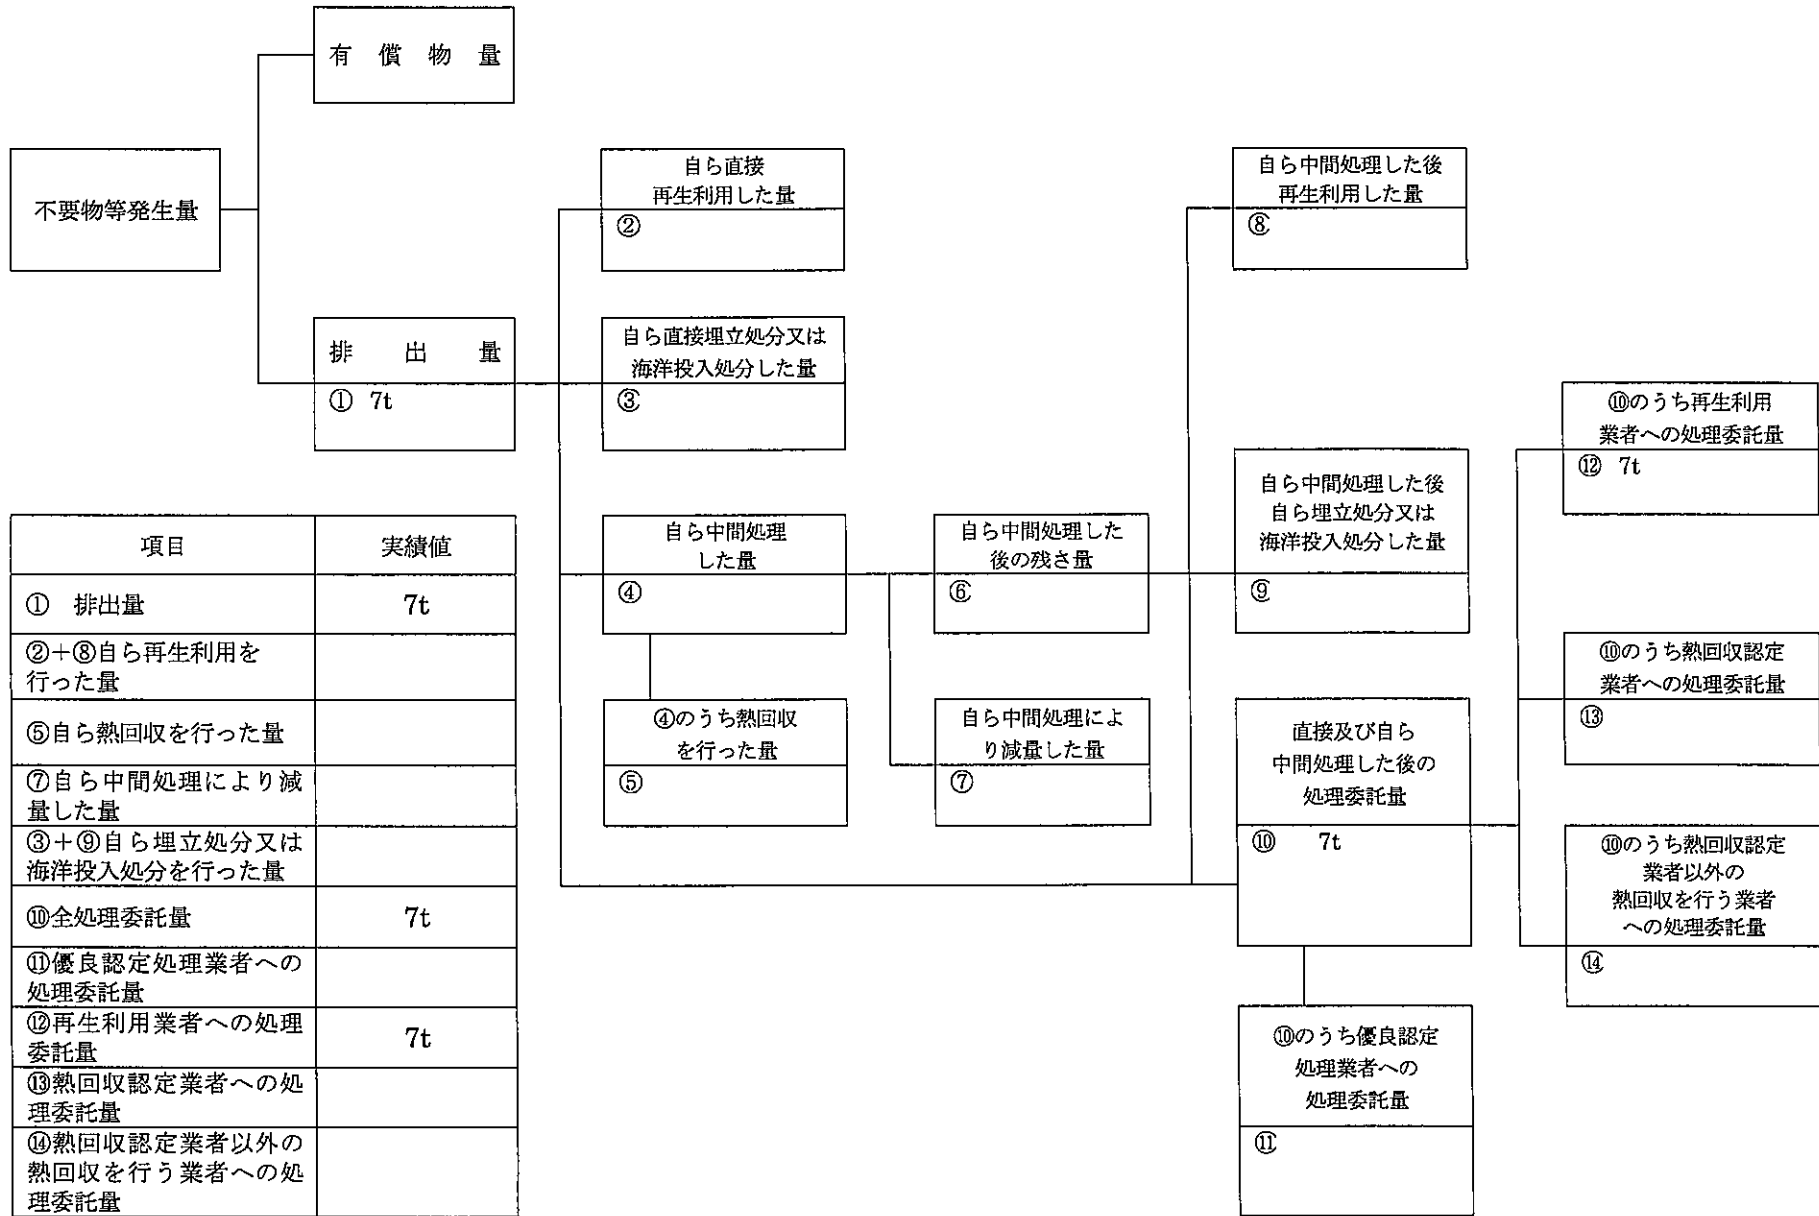 有償物量
不要物等発生量
排出量
① 7t
自ら直接
再生利用した量
②
自ら直接埋立処分又は
海洋投入処分した量
③
自ら中間処理
した量
④
④のうち熱回収
を行った量
⑤
自ら中間処理した
後の残さ量
⑥
自ら中間処理によ
り減量した量
⑦
自ら中間処理した後
再生利用した量
⑧
自ら中間処理した後
自ら埋立処分又は
海洋投入処分した量
⑨
直接及び自ら
中間処理した後の
処理委託量
⑩ 7t
⑩のうち優良認定
処理業者への
処理委託量
⑪
⑩のうち再生利用
業者への処理委託量
⑫ 7t
⑩のうち熱回収認定
業者への処理委託量
⑬
⑩のうち熱回収認定
業者以外の
熱回収を行う業者
への処理委託量
⑭
項目 実績値
① 排出量 7t
②+⑧自ら再生利用を
行った量
⑤自ら熱回収を行った量
⑦自ら中間処理により減
量した量
③+⑨自ら埋立処分又は
海洋投入処分を行った量
⑩全処理委託量 7t
⑪優良認定処理業者への
処理委託量
⑫再生利用業者への処理
委託量 7t
⑬熱回収認定業者への処
理委託量
⑭熱回収認定業者以外の
熱回収を行う業者への処
理委託量